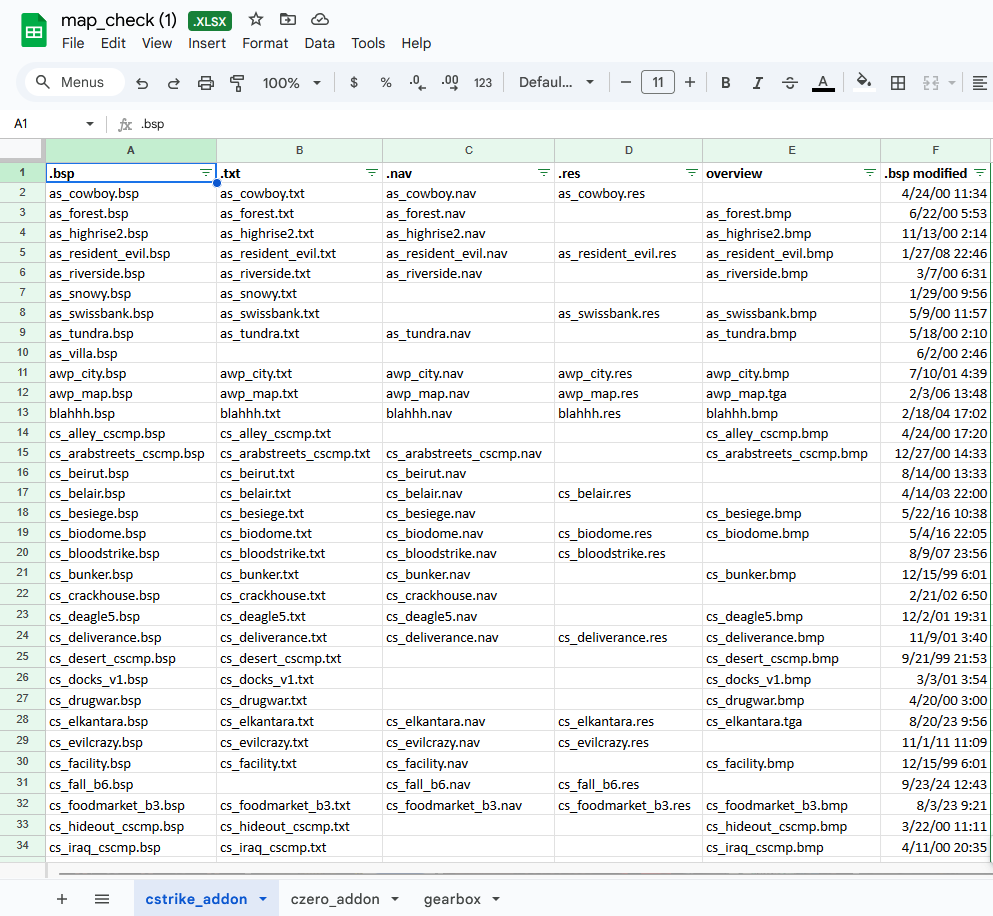 map_check (1) .XLSX
File Edit View Insert Format Data Tools Help
Menus 100% $ % .0 .00 123 Defaul... − 11 + B I S A
A1 fx .bsp
A B C D E F
1 .bsp .txt .nav .res overview .bsp modified
2 as_cowboy.bsp as_cowboy.txt as_cowboy.nav as_cowboy.res 4/24/00 11:34
3 as_forest.bsp as_forest.txt as_forest.nav as_forest.bmp 6/22/00 5:53
4 as_highrise2.bsp as_highrise2.txt as_highrise2.nav as_highrise2.bmp 11/13/00 2:14
5 as_resident_evil.bsp as_resident_evil.txt as_resident_evil.nav as_resident_evil.res as_resident_evil.bmp 1/27/08 22:46
6 as_riverside.bsp as_riverside.txt as_riverside.nav as_riverside.bmp 3/7/00 6:31
7 as_snowy.bsp as_snowy.txt 1/29/00 9:56
8 as_swissbank.bsp as_swissbank.txt as_swissbank.res as_swissbank.bmp 5/9/00 11:57
9 as_tundra.bsp as_tundra.txt as_tundra.nav as_tundra.bmp 5/18/00 2:10
10 as_villa.bsp 6/2/00 2:46
11 awp_city.bsp awp_city.txt awp_city.nav awp_city.res awp_city.bmp 7/10/01 4:39
12 awp_map.bsp awp_map.txt awp_map.nav awp_map.res awp_map.tga 2/3/06 13:48
13 blahhh.bsp blahhh.txt blahhh.nav blahhh.res blahhh.bmp 2/18/04 17:02
14 cs_alley_cscmp.bsp cs_alley_cscmp.txt cs_alley_cscmp.bmp 4/24/00 17:20
15 cs_arabstreets_cscmp.bsp cs_arabstreets_cscmp.txt cs_arabstreets_cscmp.nav cs_arabstreets_cscmp.bmp 12/27/00 14:33
16 cs_beirut.bsp cs_beirut.txt cs_beirut.nav 8/14/00 13:33
17 cs_belair.bsp cs_belair.txt cs_belair.nav cs_belair.res 4/14/03 22:00
18 cs_besiege.bsp cs_besiege.txt cs_besiege.nav cs_besiege.bmp 5/22/16 10:38
19 cs_biodome.bsp cs_biodome.txt cs_biodome.nav cs_biodome.res cs_biodome.bmp 5/4/16 22:05
20 cs_bloodstrike.bsp cs_bloodstrike.txt cs_bloodstrike.nav cs_bloodstrike.res 8/9/07 23:56
21 cs_bunker.bsp cs_bunker.txt cs_bunker.nav cs_bunker.bmp 12/15/99 6:01
22 cs_crackhouse.bsp cs_crackhouse.txt cs_crackhouse.nav 2/21/02 6:50
23 cs_deagle5.bsp cs_deagle5.txt cs_deagle5.nav cs_deagle5.bmp 12/2/01 19:31
24 cs_deliverance.bsp cs_deliverance.txt cs_deliverance.nav cs_deliverance.res cs_deliverance.bmp 11/9/01 3:40
25 cs_desert_cscmp.bsp cs_desert_cscmp.txt cs_desert_cscmp.bmp 9/21/99 21:53
26 cs_docks_v1.bsp cs_docks_v1.txt cs_docks_v1.bmp 3/3/01 3:54
27 cs_drugwar.bsp cs_drugwar.txt cs_drugwar.bmp 4/20/00 3:00
28 cs_elkantara.bsp cs_elkantara.txt cs_elkantara.nav cs_elkantara.res cs_elkantara.tga 8/20/23 9:56
29 cs_evilcrazy.bsp cs_evilcrazy.txt cs_evilcrazy.nav cs_evilcrazy.res 11/1/11 11:09
30 cs_facility.bsp cs_facility.txt cs_facility.nav cs_facility.bmp 12/15/99 6:01
31 cs_fall_b6.bsp cs_fall_b6.nav cs_fall_b6.res 9/23/24 12:43
32 cs_foodmarket_b3.bsp cs_foodmarket_b3.txt cs_foodmarket_b3.nav cs_foodmarket_b3.res cs_foodmarket_b3.bmp 8/3/23 9:21
33 cs_hideout_cscmp.bsp cs_hideout_cscmp.txt cs_hideout_cscmp.bmp 3/22/00 11:11
34 cs_iraq_cscmp.bsp cs_iraq_cscmp.txt cs_iraq_cscmp.bmp 4/11/00 20:35
cstrike_addon czero_addon gearbox